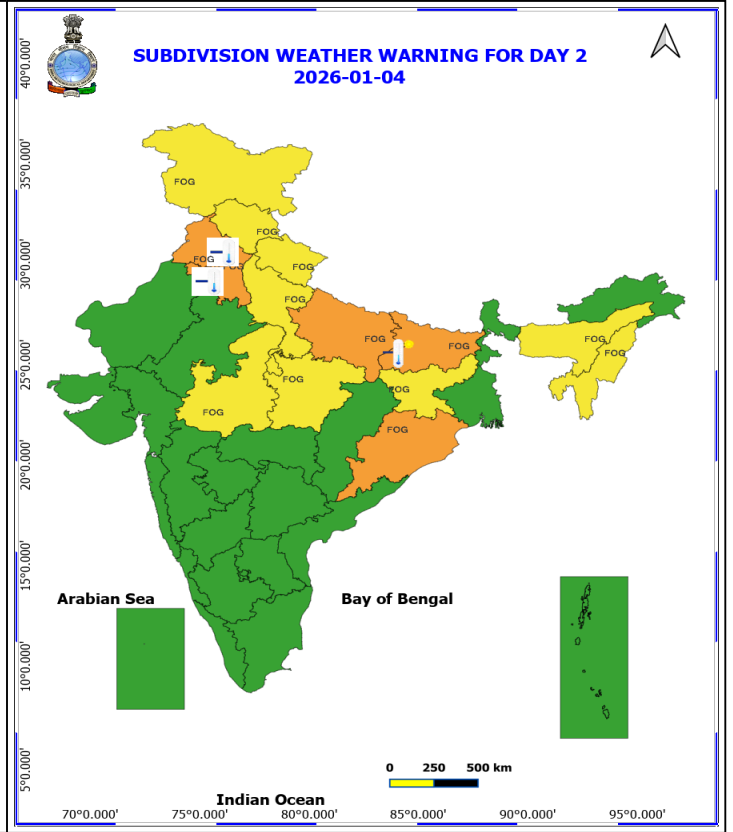 SUBDIVISION WEATHER WARNING FOR DAY 2
2026-01-04
40°0.000'
35°0.000'
30°0.000'
25°0.000'
20°0.000'
15°0.000'
10°0.000'
5°0.000'
FOG
FOG
FOG
FOG
FOG
FOG
FOG
FOG
FOG
FOG
FOG
FOG
FOG
FOG
Arabian Sea
Bay of Bengal
0 250 500 km
Indian Ocean
70°0.000' 75°0.000' 80°0.000' 85°0.000' 90°0.000' 95°0.000'